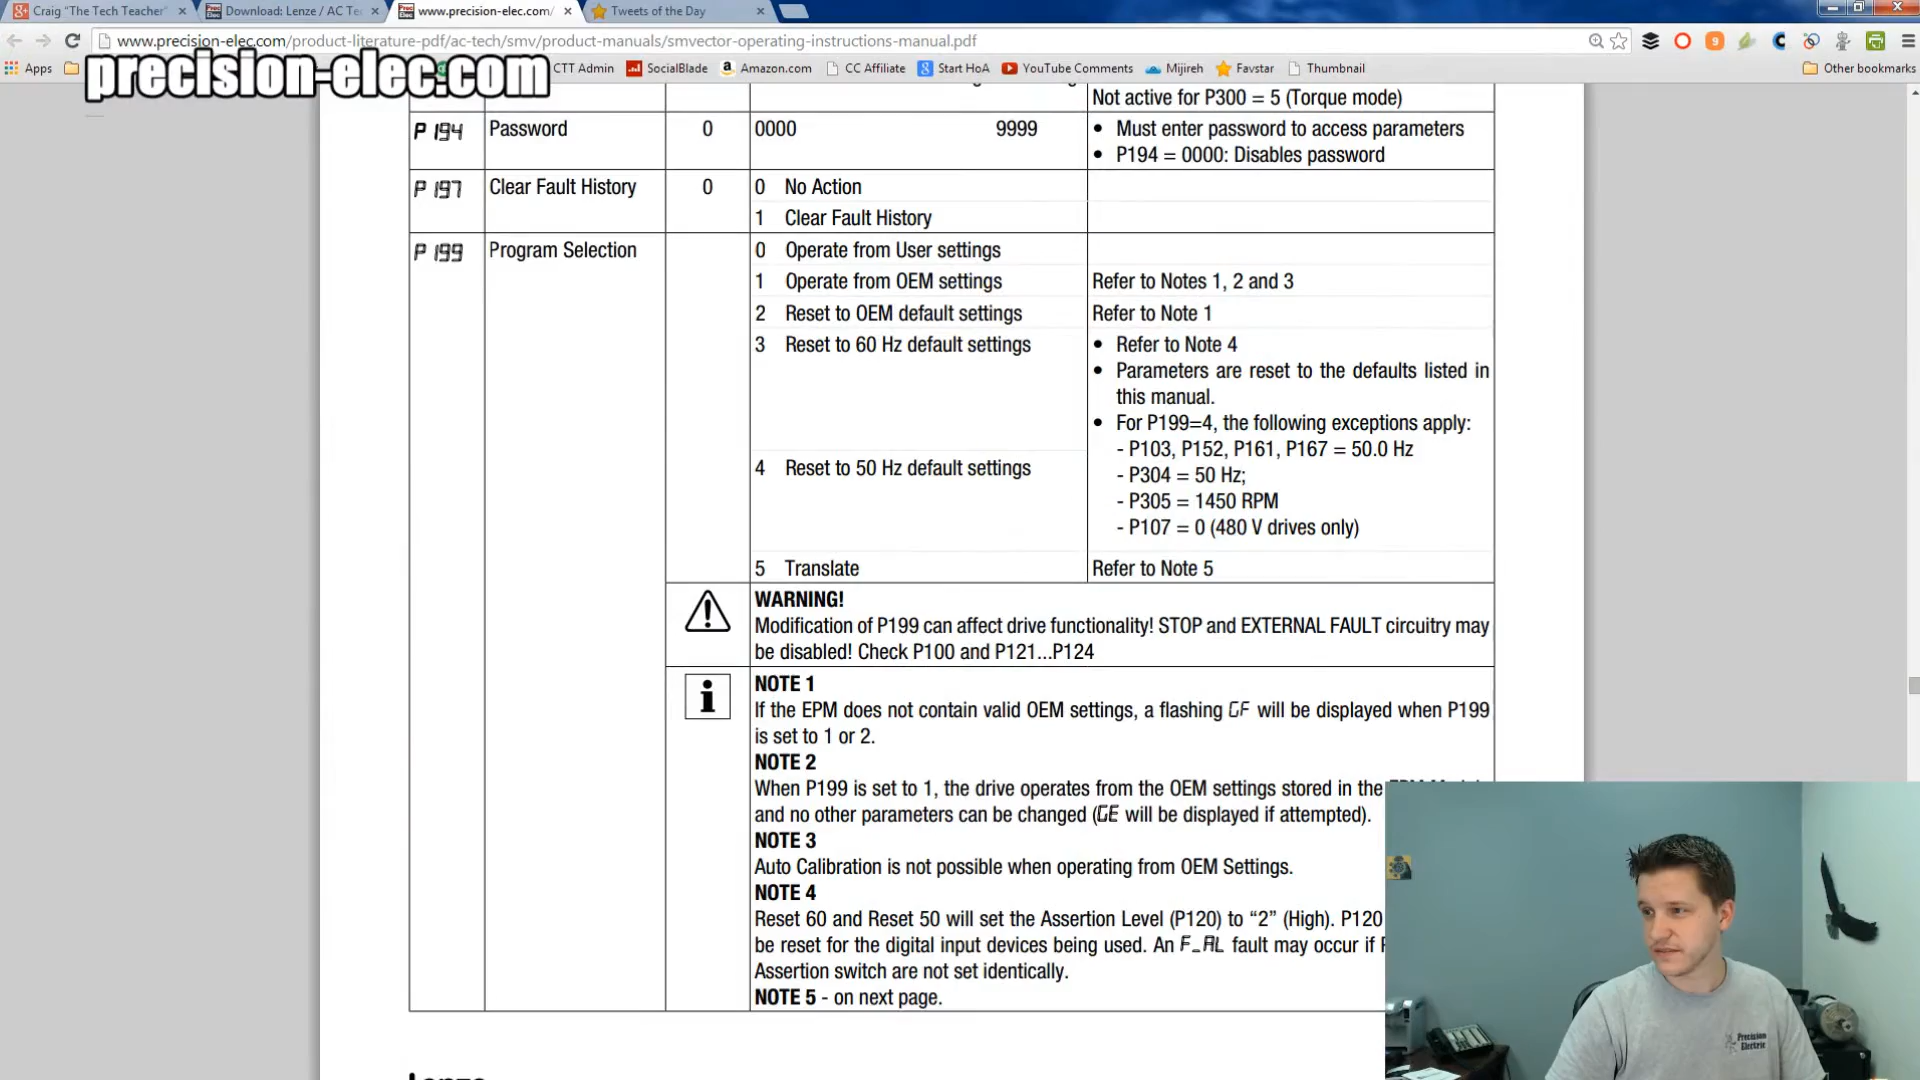 Craig "The Tech Teacher"
Download: Lenze / AC Te
www.precision-elec.com/
Tweets of the Day
www.precision-elec.com/product-literature-pdf/ac-tech/smv/product-manuals/smvector-operating-instructions-manual.pdf
Apps
CTT Admin
SocialBlade
Amazon.com
CC Affiliate
Start HoA
YouTube Comments
Mijireh
Favstar
Thumbnail
Other bookmarks
precision-elec.com
Not active for P300 = 5 (Torque mode)
P194 Password 0 0000 9999 • Must enter password to access parameters
• P194 = 0000: Disables password
P197 Clear Fault History 0 0 No Action
1 Clear Fault History
P199 Program Selection 0 Operate from User settings
1 Operate from OEM settings Refer to Notes 1, 2 and 3
2 Reset to OEM default settings Refer to Note 1
3 Reset to 60 Hz default settings • Refer to Note 4
• Parameters are reset to the defaults listed in
this manual.
• For P199=4, the following exceptions apply:
- P103, P152, P161, P167 = 50.0 Hz
4 Reset to 50 Hz default settings - P304 = 50 Hz;
- P305 = 1450 RPM
- P107 = 0 (480 V drives only)
5 Translate Refer to Note 5
WARNING!
Modification of P199 can affect drive functionality! STOP and EXTERNAL FAULT circuitry may
be disabled! Check P100 and P121...P124
NOTE 1
If the EPM does not contain valid OEM settings, a flashing GF will be displayed when P199
is set to 1 or 2.
NOTE 2
When P199 is set to 1, the drive operates from the OEM settings stored in the
and no other parameters can be changed (GE will be displayed if attempted).
NOTE 3
Auto Calibration is not possible when operating from OEM Settings.
NOTE 4
Reset 60 and Reset 50 will set the Assertion Level (P120) to “2” (High). P120
be reset for the digital input devices being used. An F_AL fault may occur if
Assertion switch are not set identically.
NOTE 5 - on next page.
Precision
Electric